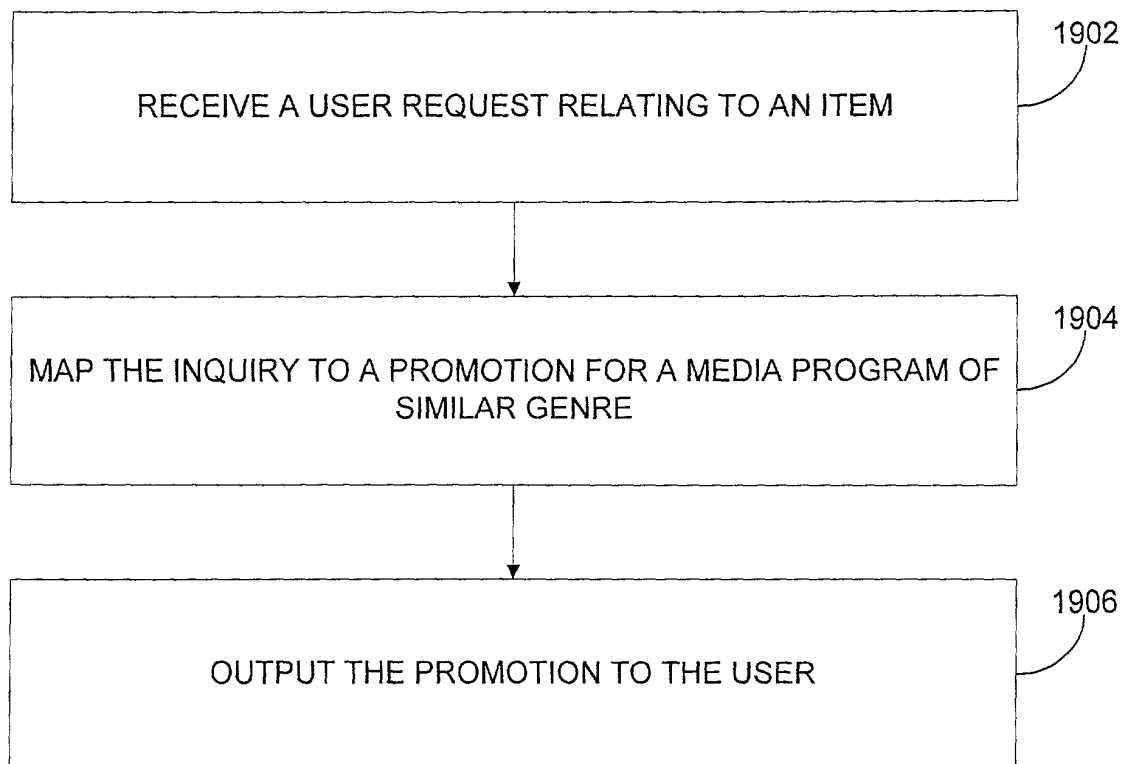 1902
RECEIVE A USER REQUEST RELATING TO AN ITEM
1904
MAP THE INQUIRY TO A PROMOTION FOR A MEDIA PROGRAM OF
SIMILAR GENRE
1906
OUTPUT THE PROMOTION TO THE USER